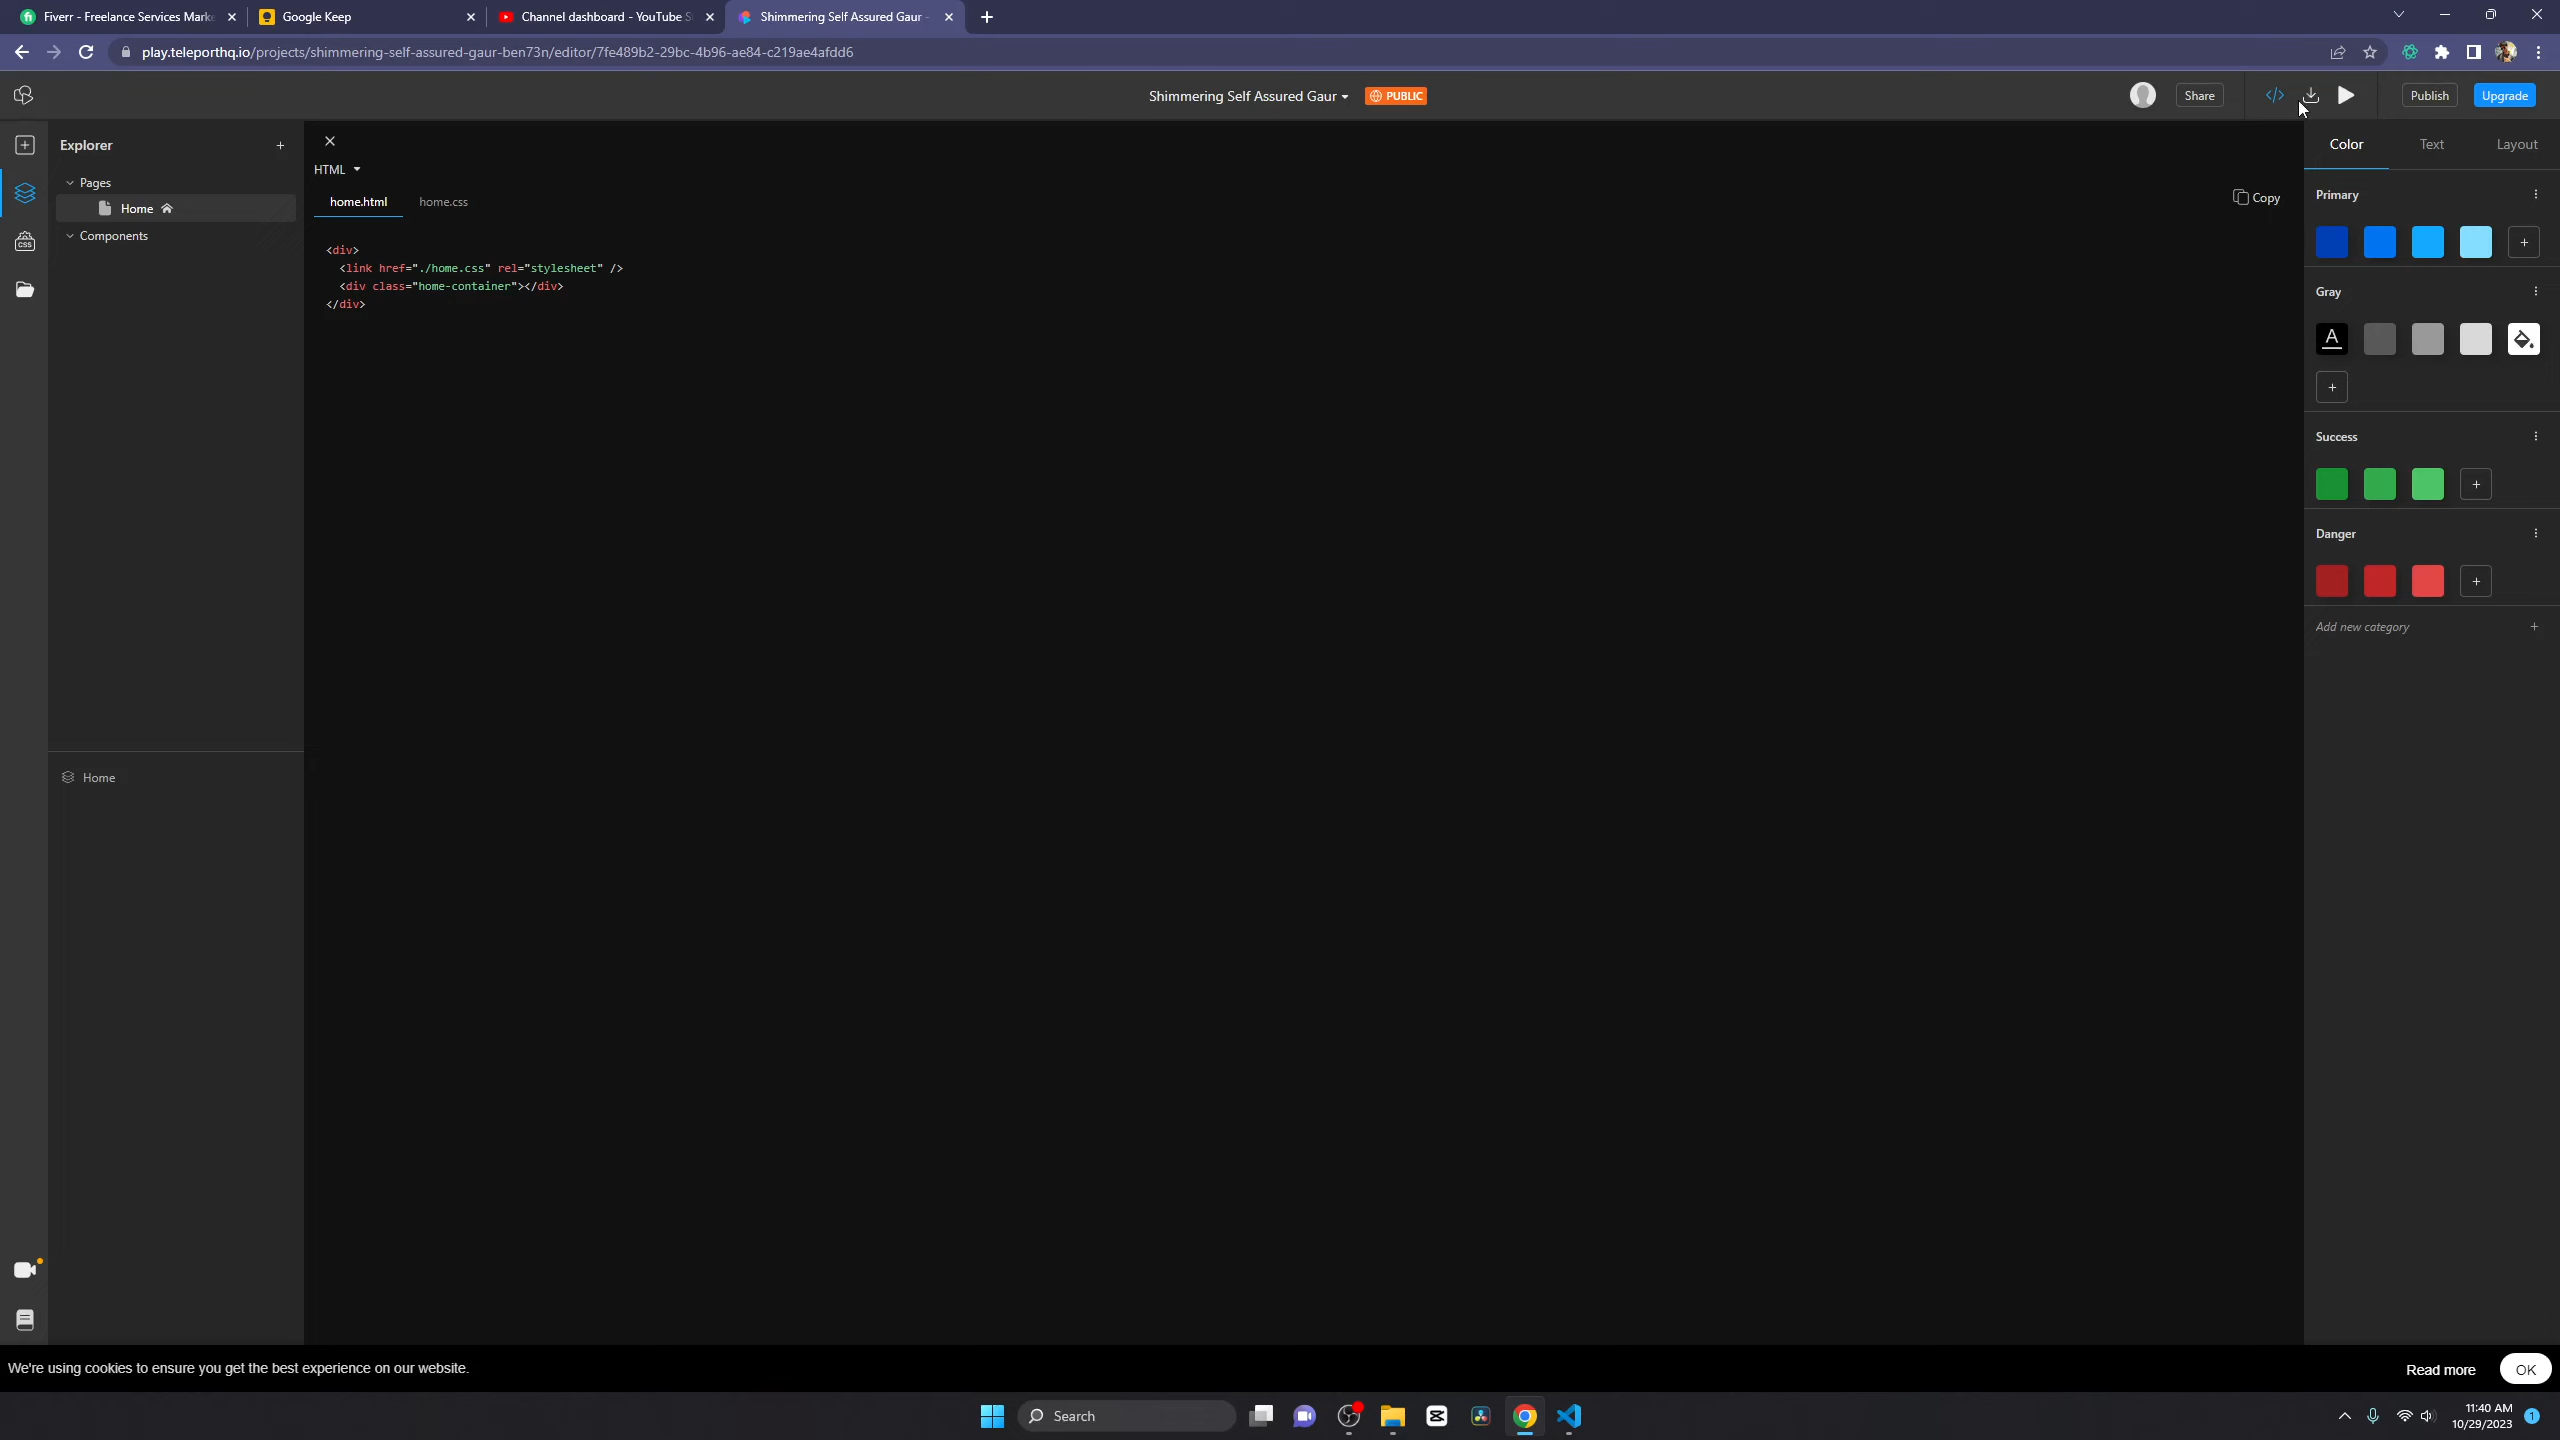 Fiverr - Freelance Services Mark
Google Keep
Channel dashboard - YouTube S
Shimmering Self Assured Gaur -
play.teleporthq.io/projects/shimmering-self-assured-gaur-ben73n/editor/7fe489b2-29bc-4b96-ae84-c219ae4afdd6
Shimmering Self Assured Gaur
PUBLIC
Share
</>
Publish
Upgrade
Explorer
+
Pages
Home
Components
HTML
home.html
home.css
Copy
<div>
<link href="./home.css" rel="stylesheet" />
<div class="home-container"></div>
</div>
Color
Text
Layout
Primary
Gray
A
Success
Danger
Add new category
CSS
Home
We're using cookies to ensure you get the best experience on our website.
Read more
OK
Search
11:40 AM
10/29/2023
1